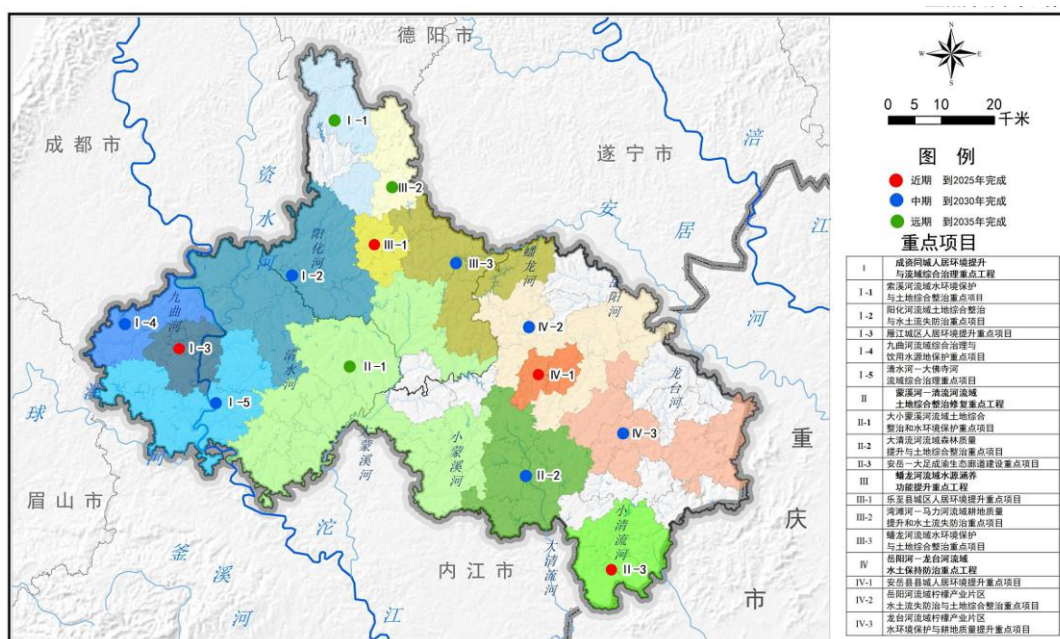 德阳市
成都市
遂宁市
眉山市
内江市
重庆市
资水河
阳化河
九曲河
清水河
球
河
沱江
釜溪河
蒙溪河
小蒙溪河
大清流河
小清流河
蟠龙河
岳阳河
龙台河
安居河
涪江
I-1
III-2
III-1
III-3
I-2
I-4
I-3
I-5
II-1
IV-2
IV-1
IV-3
II-2
II-3
N
W
E
S
0 5 10 20
千米
图 例
近期 到2025年完成
中期 到2030年完成
远期 到2035年完成
重点项目
I 成资同城人居环境提升
与流域综合治理重点工程
I-1 索溪河流域水环境保护
与土地综合整治重点项目
I-2 阳化河流域土地综合整治
与水土流失防治重点项目
I-3 雁江城区人居环境提升重点项目
I-4 九曲河流域综合治理与
饮用水源地保护重点项目
I-5 清水河—大佛寺河
流域综合治理重点项目
II 蒙溪河—清流河流域
土地综合整治修复重点工程
II-1 大小蒙溪河流域土地综合
整治和水环境保护重点项目
II-2 大清流河流域森林质量
提升与土地综合整治重点项目
II-3 安岳—大足成渝生态廊道建设重点项目
III 蟠龙河流域水源涵养
功能提升重点工程
III-1 乐至县城区人居环境提升重点项目
III-2 湾滩河—马力河流域耕地质量
提升和水土流失防治重点项目
III-3 蟠龙河流域水环境保护
与土地综合整治重点项目
IV 岳阳河—龙台河流域
水土保持防治重点工程
IV-1 安岳县县城人居环境提升重点项目
IV-2 岳阳河流域柠檬产业片区
水土流失防治与土地综合整治重点项目
IV-3 龙台河流域柠檬产业片区
水环境保护与耕地质量提升重点项目